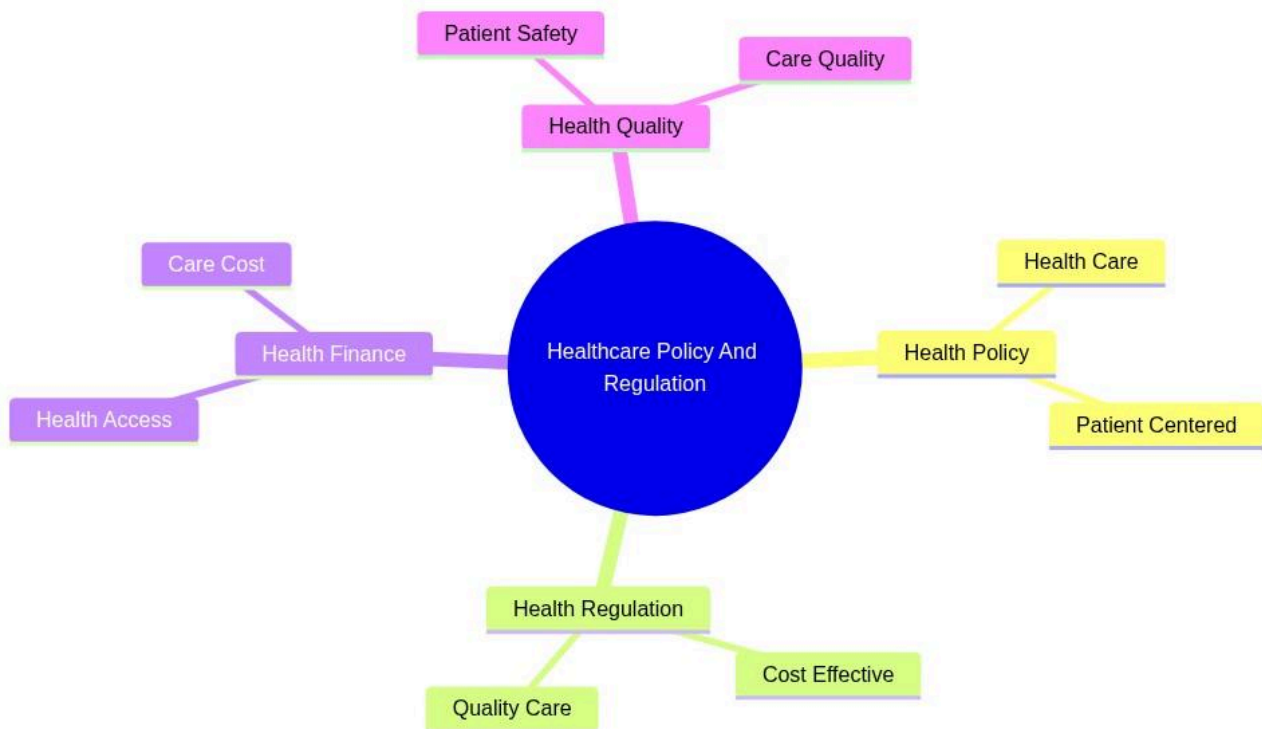 Patient Safety
Care Quality
Health Quality
Care Cost
Health Care
Health Finance
Healthcare Policy And
Regulation
Health Policy
Health Access
Patient Centered
Health Regulation
Cost Effective
Quality Care